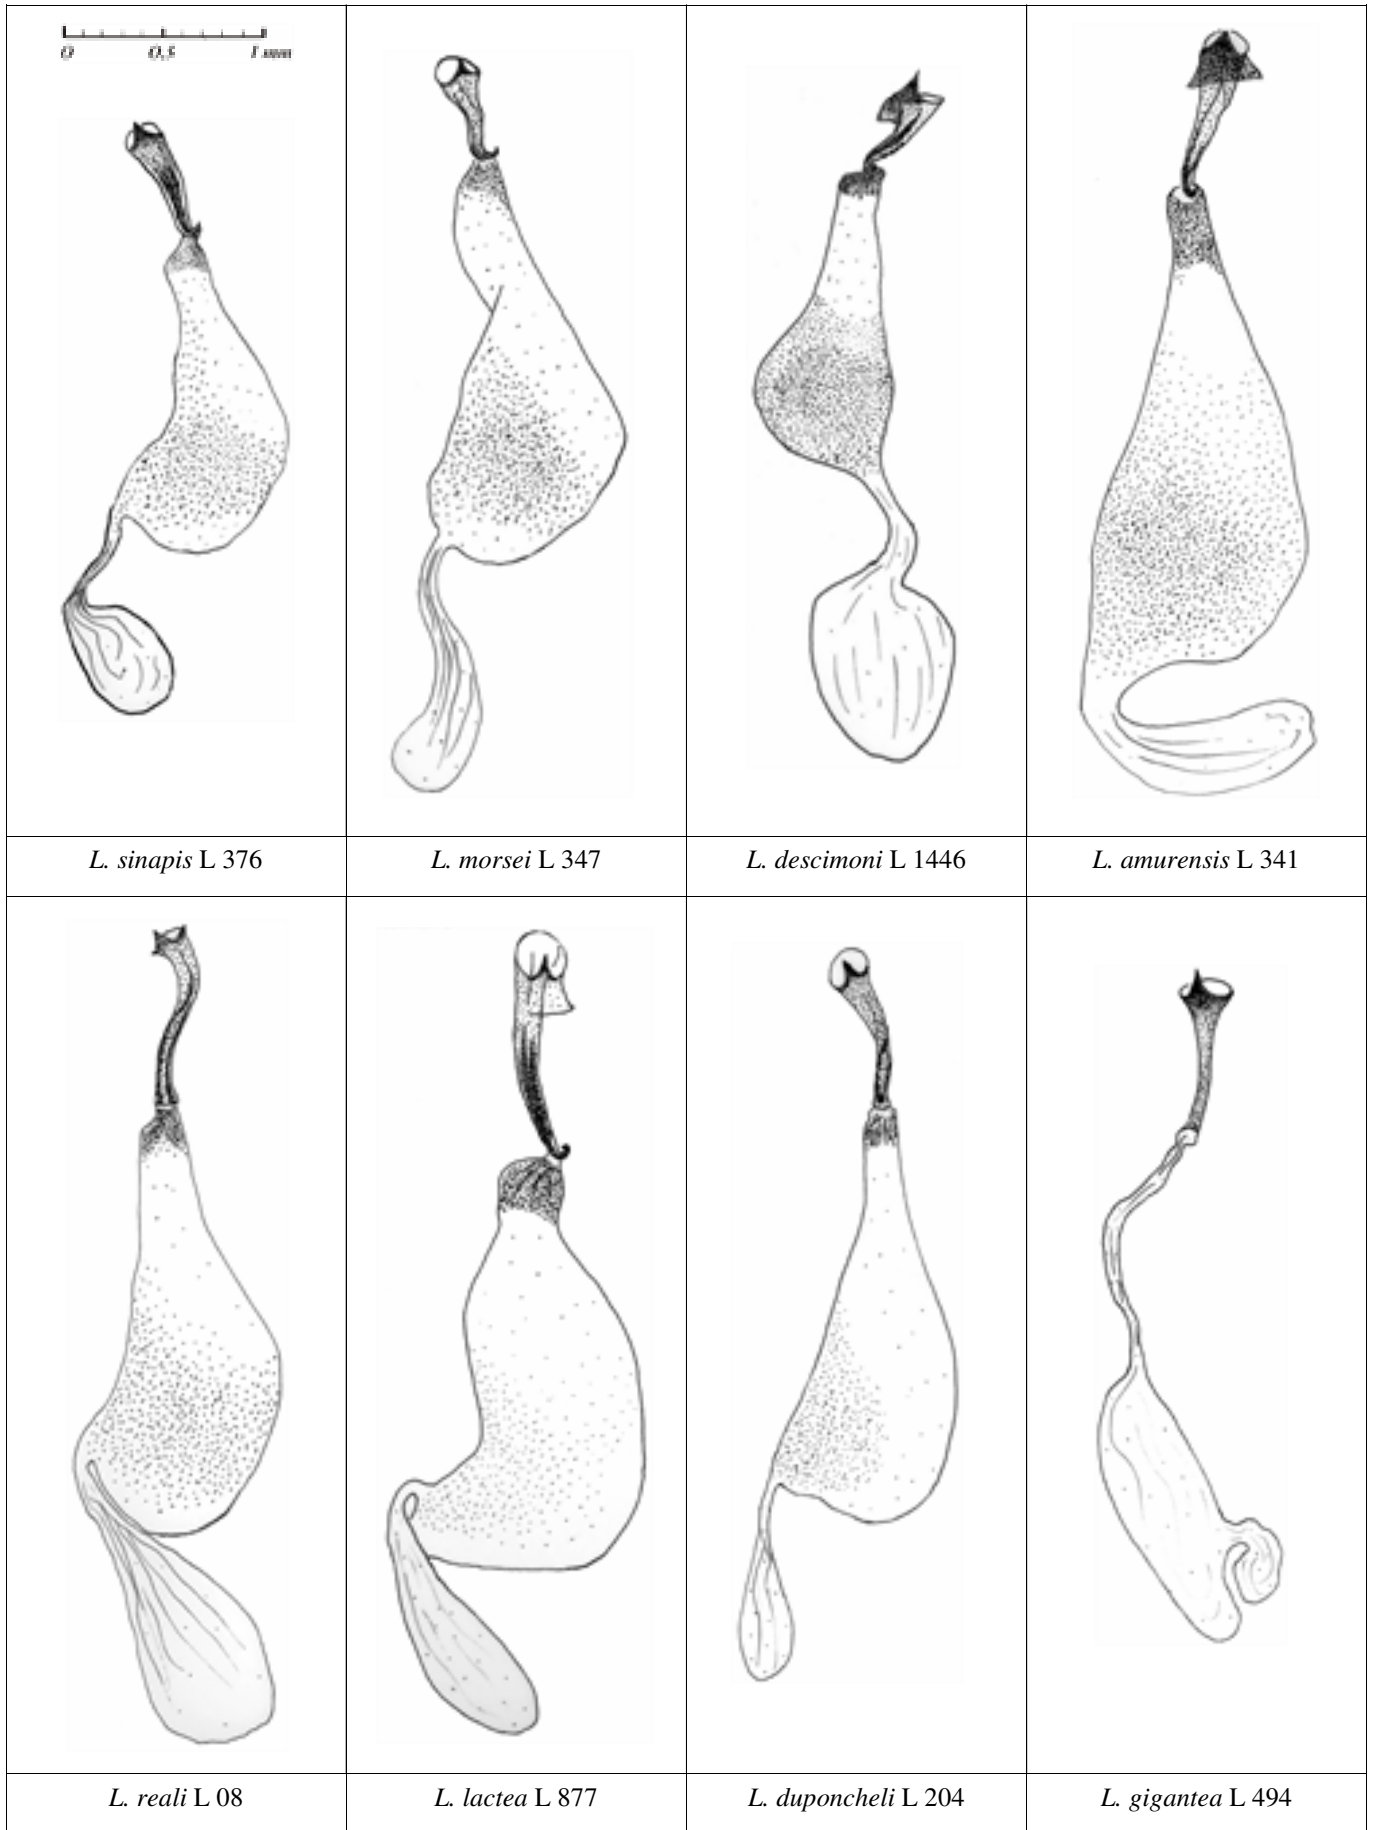 0 0,5 1 mm
L. sinapis L 376
L. morsei L 347
L. descimoni L 1446
L. amurensis L 341
L. reali L 08
L. lactea L 877
L. duponcheli L 204
L. gigantea L 494